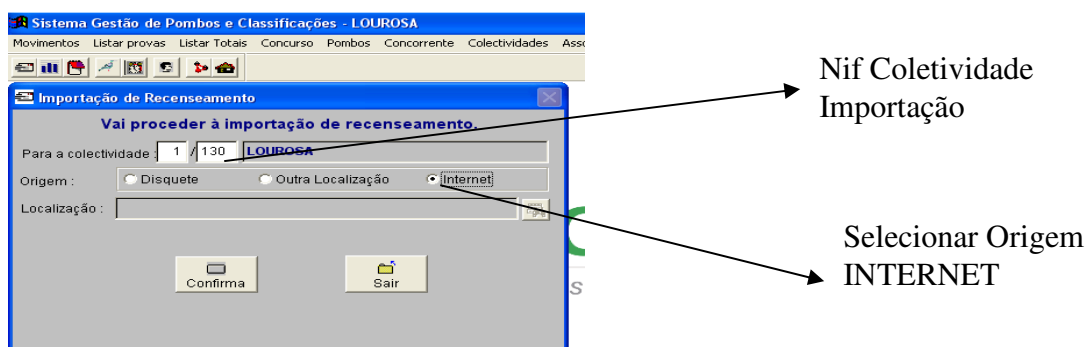 Sistema Gestão de Pombos e Classificações - LOUROSA
Movimentos Listar provas Listar Totais Concurso Pombos Concorrente Colectividades Asso
Importação de Recenseamento
Vai proceder à importação de recenseamento.
Para a colectividade : 1 / 130 LOUROSA
Origem : Disquete Outra Localização Internet
Localização :
Confirma Sair
Nif Coletividade
Importação
Selecionar Origem
INTERNET